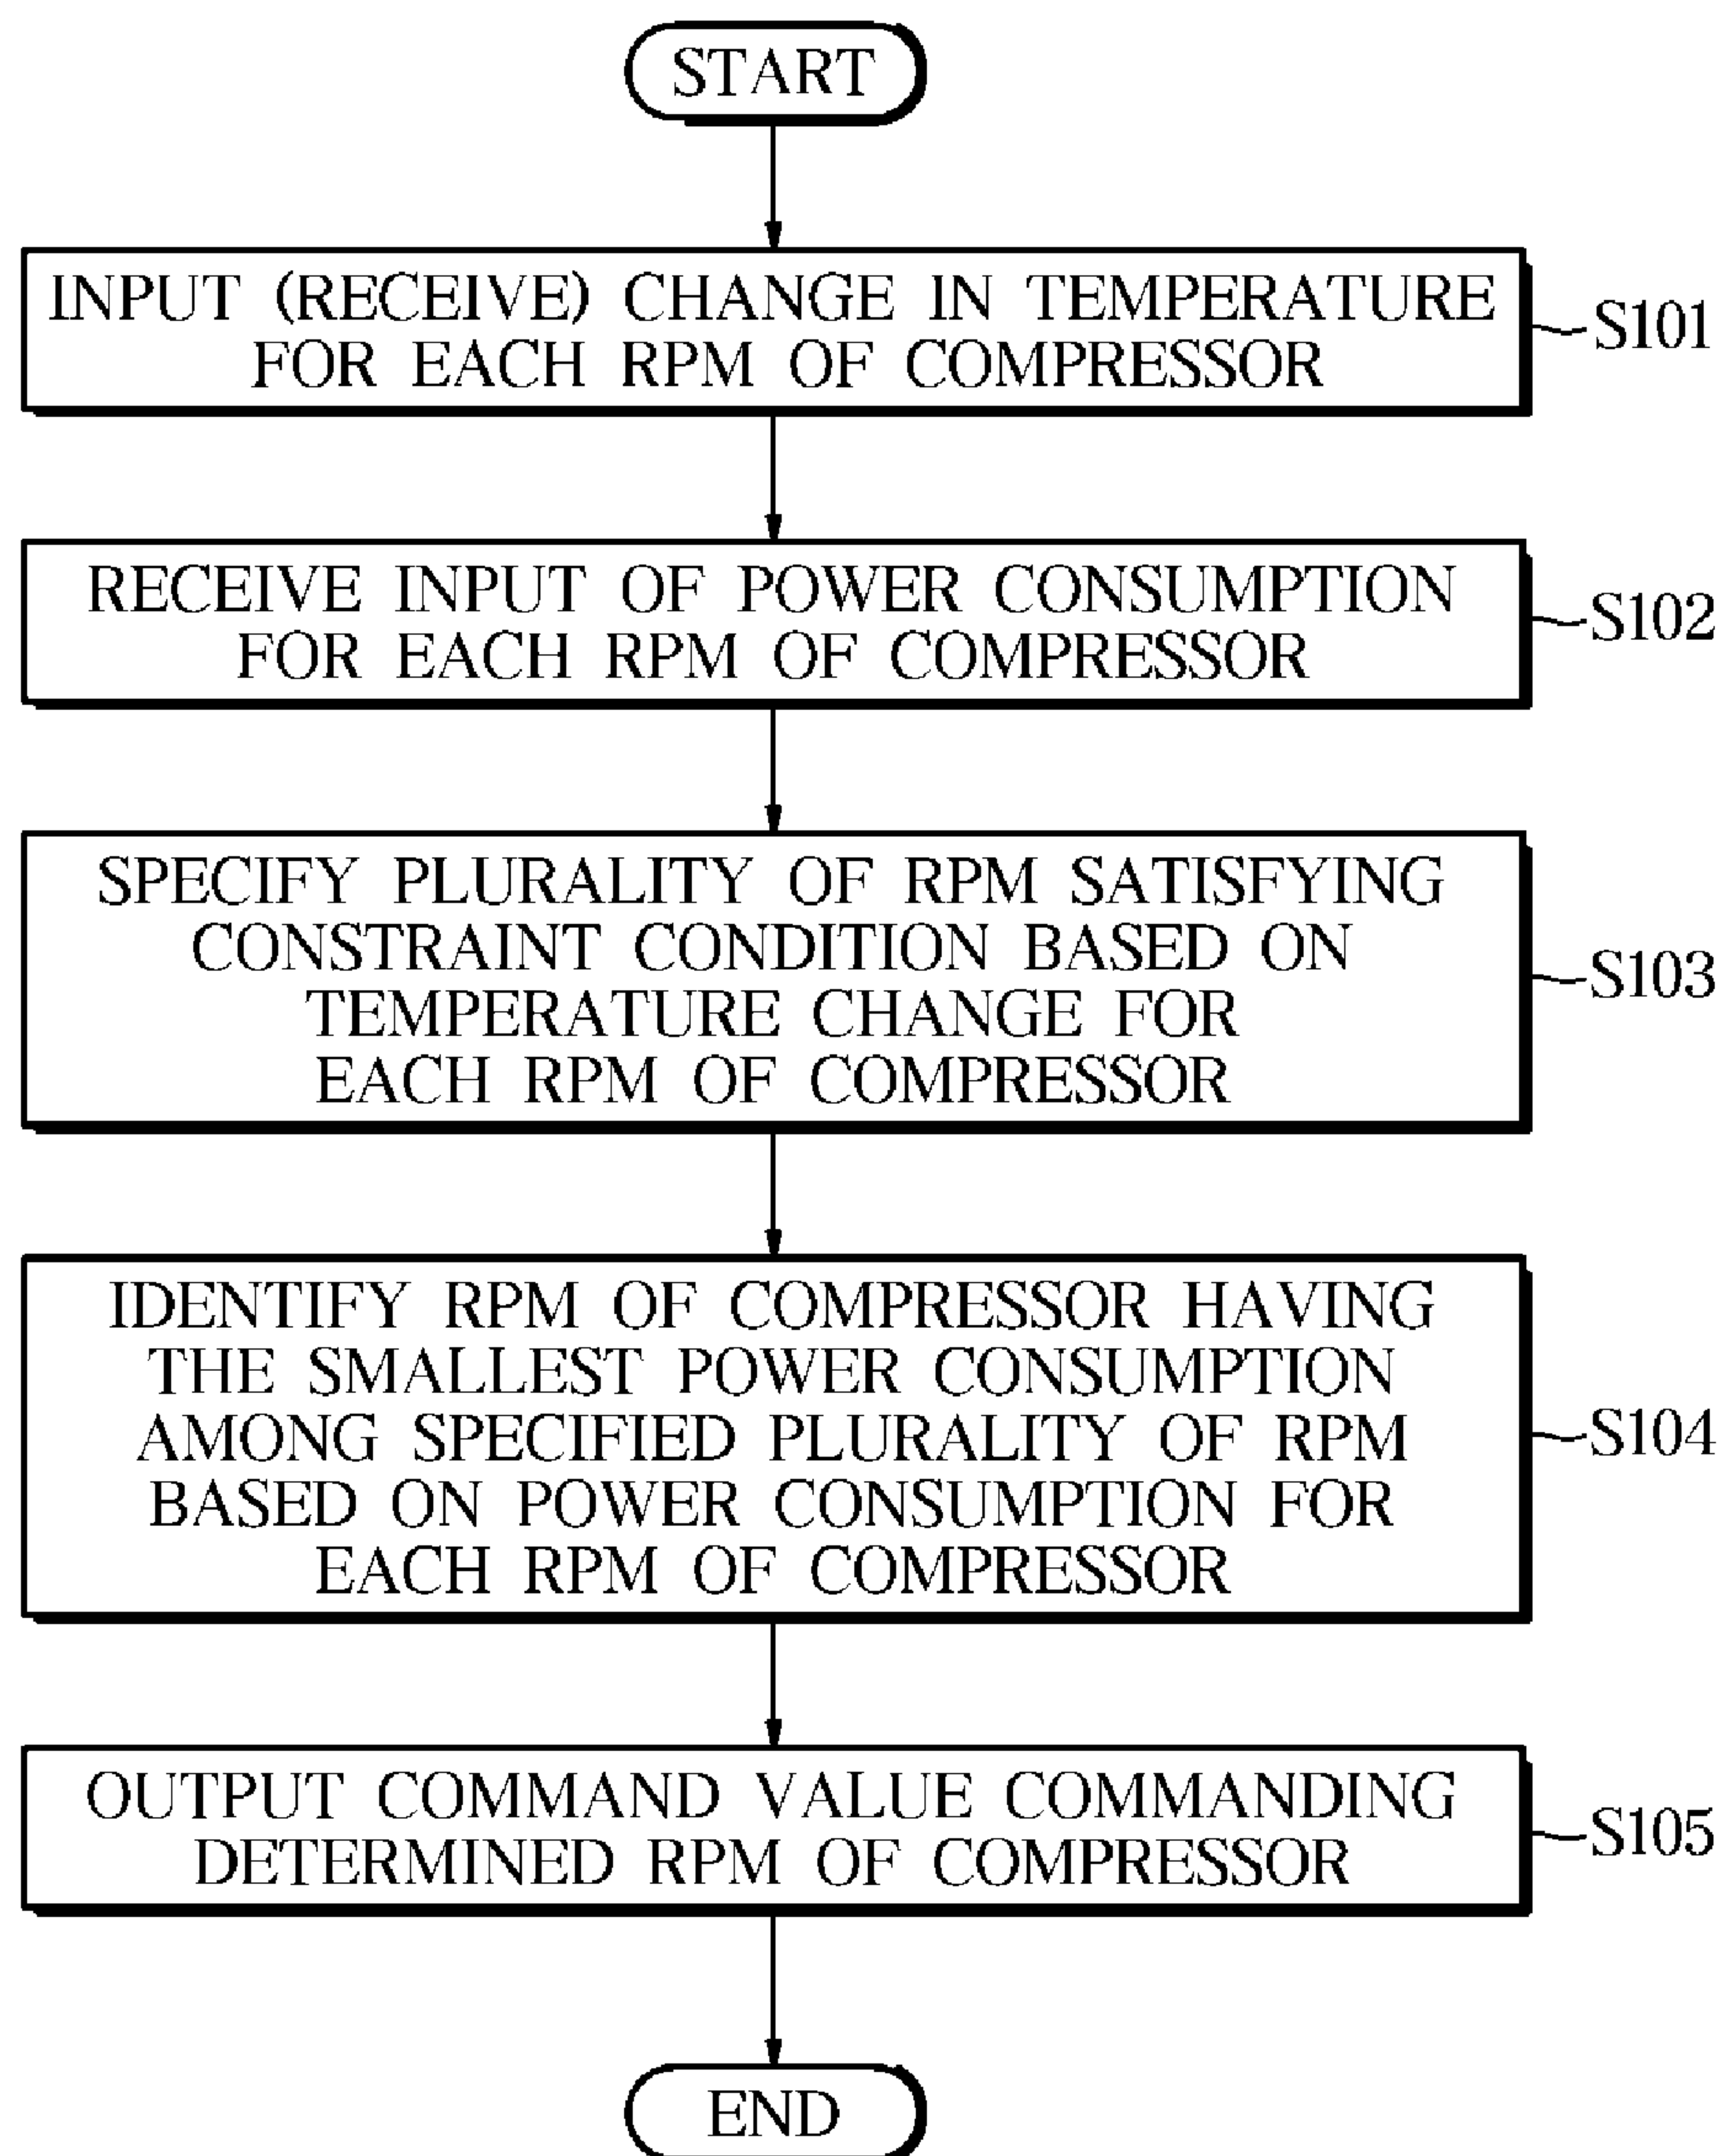 START
INPUT (RECEIVE) CHANGE IN TEMPERATURE
FOR EACH RPM OF COMPRESSOR
S101
RECEIVE INPUT OF POWER CONSUMPTION
FOR EACH RPM OF COMPRESSOR
S102
SPECIFY PLURALITY OF RPM SATISFYING
CONSTRAINT CONDITION BASED ON
TEMPERATURE CHANGE FOR
EACH RPM OF COMPRESSOR
S103
IDENTIFY RPM OF COMPRESSOR HAVING
THE SMALLEST POWER CONSUMPTION
AMONG SPECIFIED PLURALITY OF RPM
BASED ON POWER CONSUMPTION FOR
EACH RPM OF COMPRESSOR
S104
OUTPUT COMMAND VALUE COMMANDING
DETERMINED RPM OF COMPRESSOR
S105
END